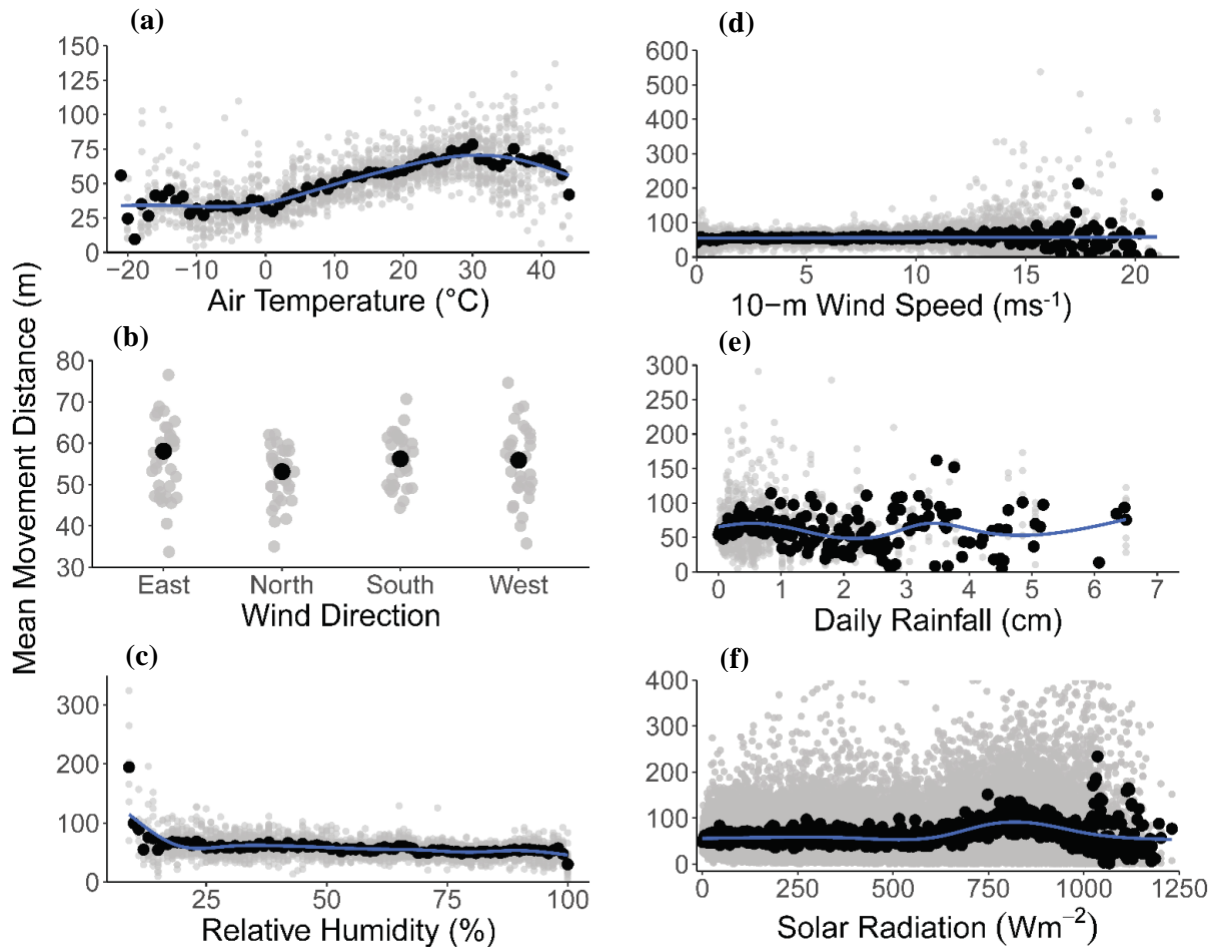 Mean Movement Distance (m)
(a)
150
125
100
75
50
25
0
−20 −10 0 10 20 30 40
Air Temperature (°C)
(b)
80
70
60
50
40
30
East North South West
Wind Direction
(c)
300
200
100
0
25 50 75 100
Relative Humidity (%)
(d)
600
500
400
300
200
100
0
0 5 10 15 20
10−m Wind Speed (ms⁻¹)
(e)
300
250
200
150
100
50
0
0 1 2 3 4 5 6 7
Daily Rainfall (cm)
(f)
400
300
200
100
0
0 250 500 750 1000 1250
Solar Radiation (Wm⁻²)